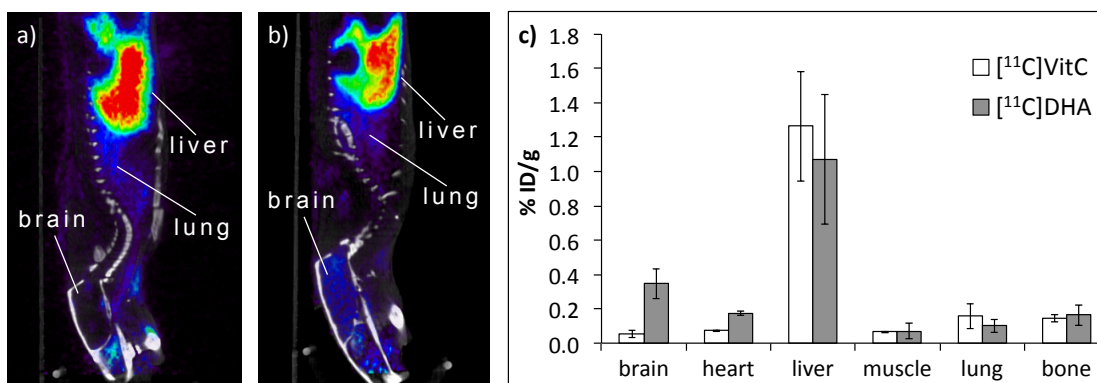 a)
liver
lung
brain
b)
liver
lung
brain
c)
[¹¹C]VitC
[¹¹C]DHA
% ID/g
1.8
1.6
1.4
1.2
1.0
0.8
0.6
0.4
0.2
0.0
brain heart liver muscle lung bone